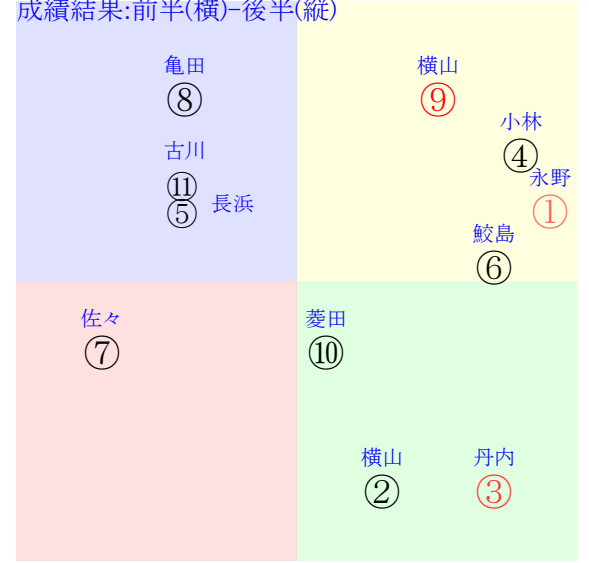 成績結果:前半(横)-後半(縦)
亀田
⑧
横山
⑨
小林
④
古川
⑪
永野
①
長浜
⑤
鮫島
⑥
佐々
⑦
菱田
⑩
横山
②
丹内
③